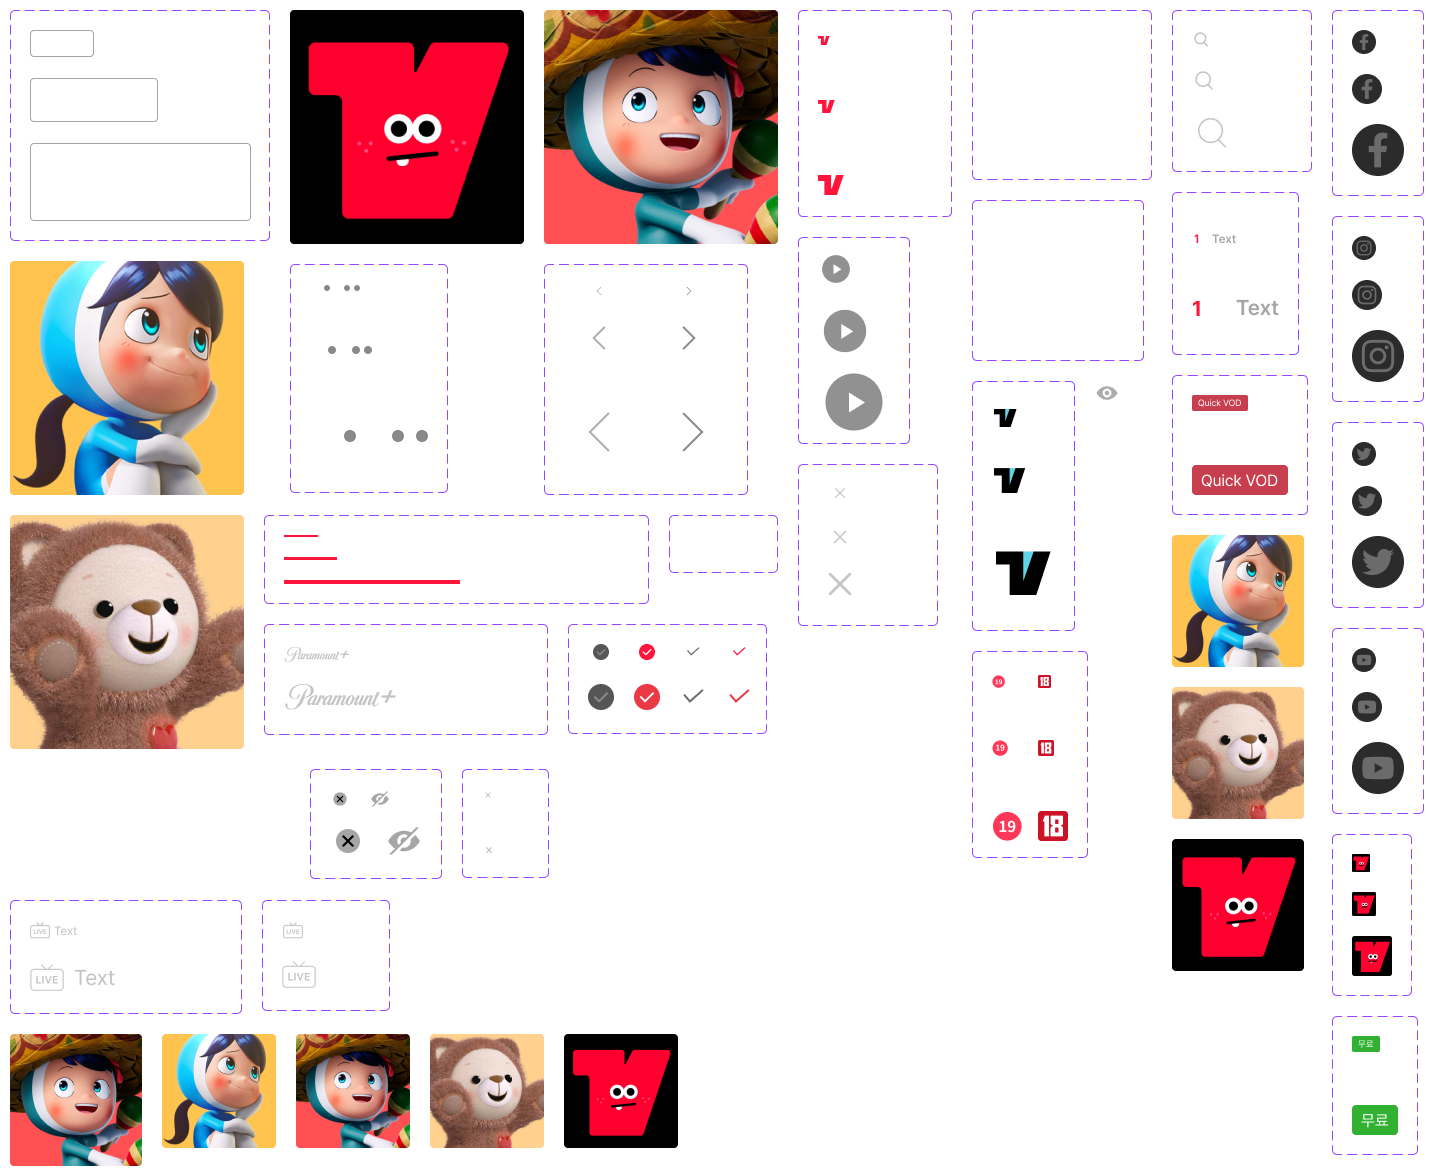 1 Text
1 Text
Quick VOD
Quick VOD
Paramount+
Paramount+
19 18
19 18
19 18
LIVE Text
LIVE
LIVE Text
LIVE
무료
무료